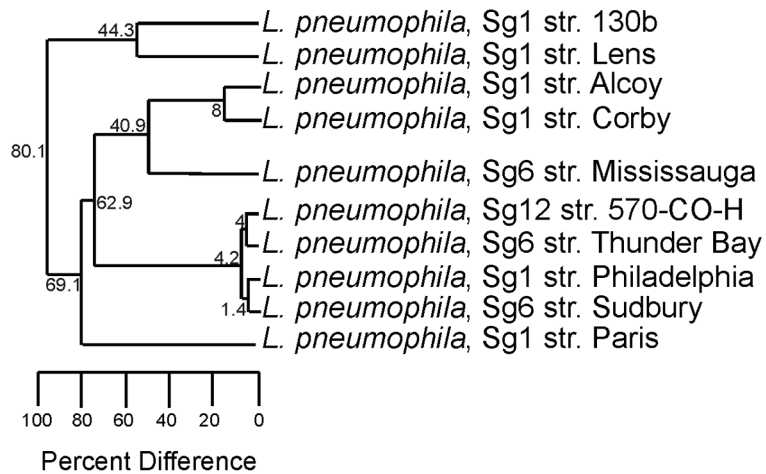 44.3
L. pneumophila, Sg1 str. 130b
L. pneumophila, Sg1 str. Lens
L. pneumophila, Sg1 str. Alcoy
8
L. pneumophila, Sg1 str. Corby
40.9
80.1
L. pneumophila, Sg6 str. Mississauga
62.9
L. pneumophila, Sg12 str. 570-CO-H
4
L. pneumophila, Sg6 str. Thunder Bay
4.2
L. pneumophila, Sg1 str. Philadelphia
69.1
1.4
L. pneumophila, Sg6 str. Sudbury
L. pneumophila, Sg1 str. Paris
100 80 60 40 20 0
Percent Difference